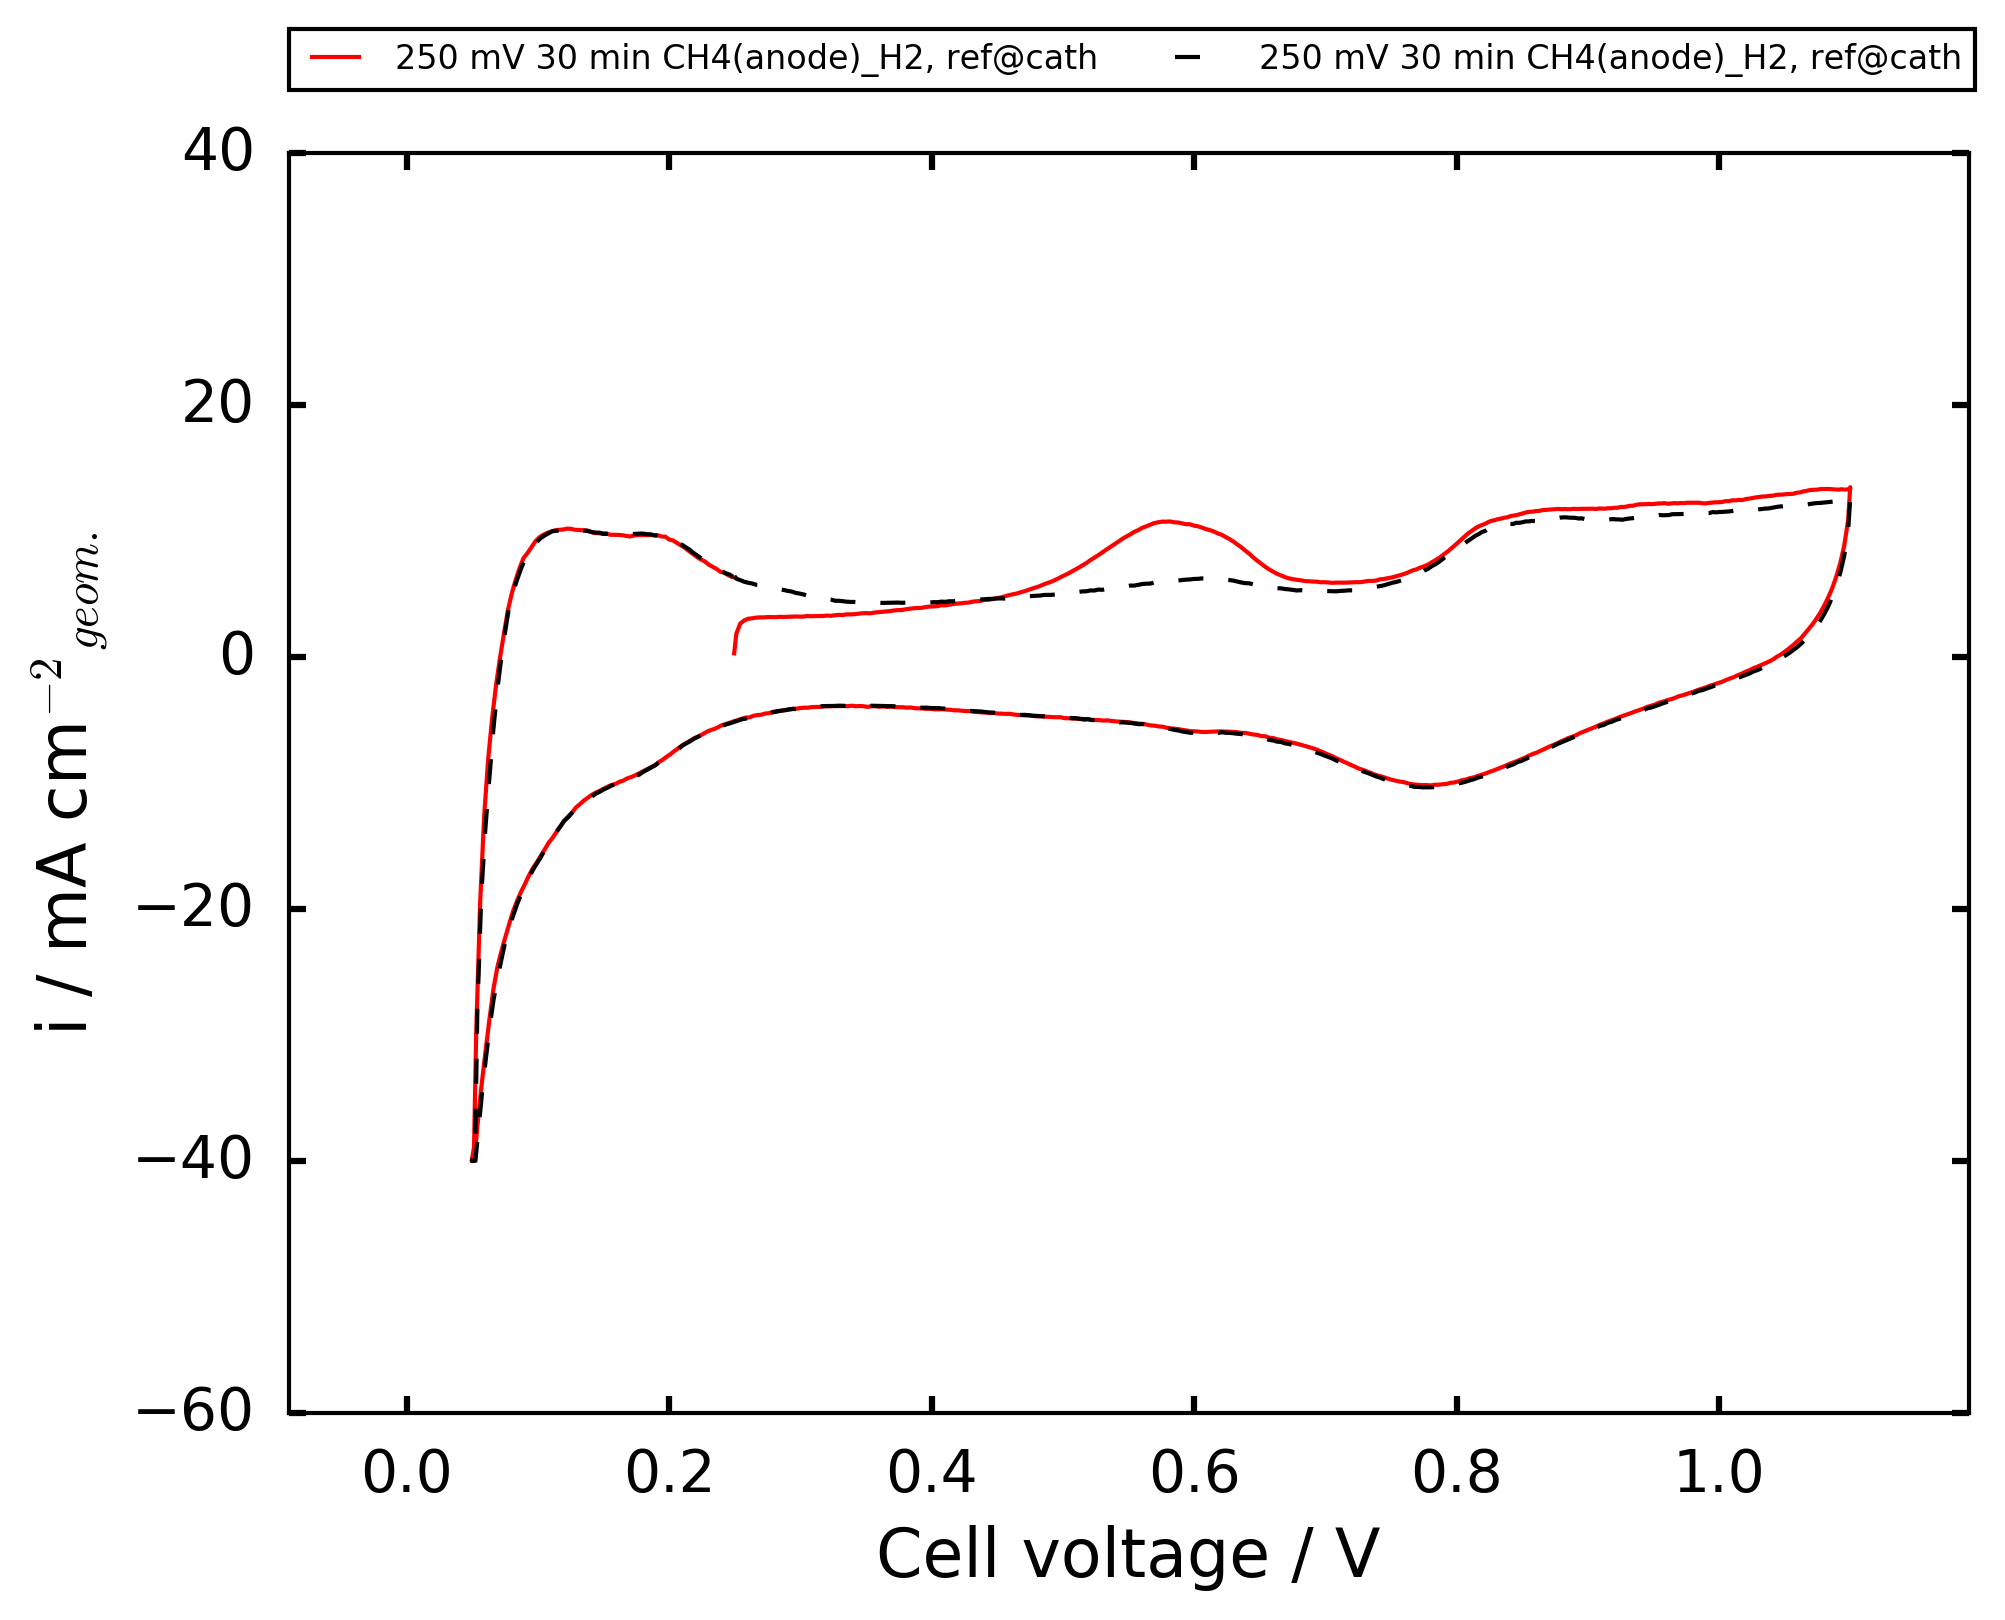 250 mV 30 min CH4(anode)_H2, ref@cath 250 mV 30 min CH4(anode)_H2, ref@cath
40
20
0
−20
−40
−60
i / mA cm⁻² geom.
0.0 0.2 0.4 0.6 0.8 1.0
Cell voltage / V